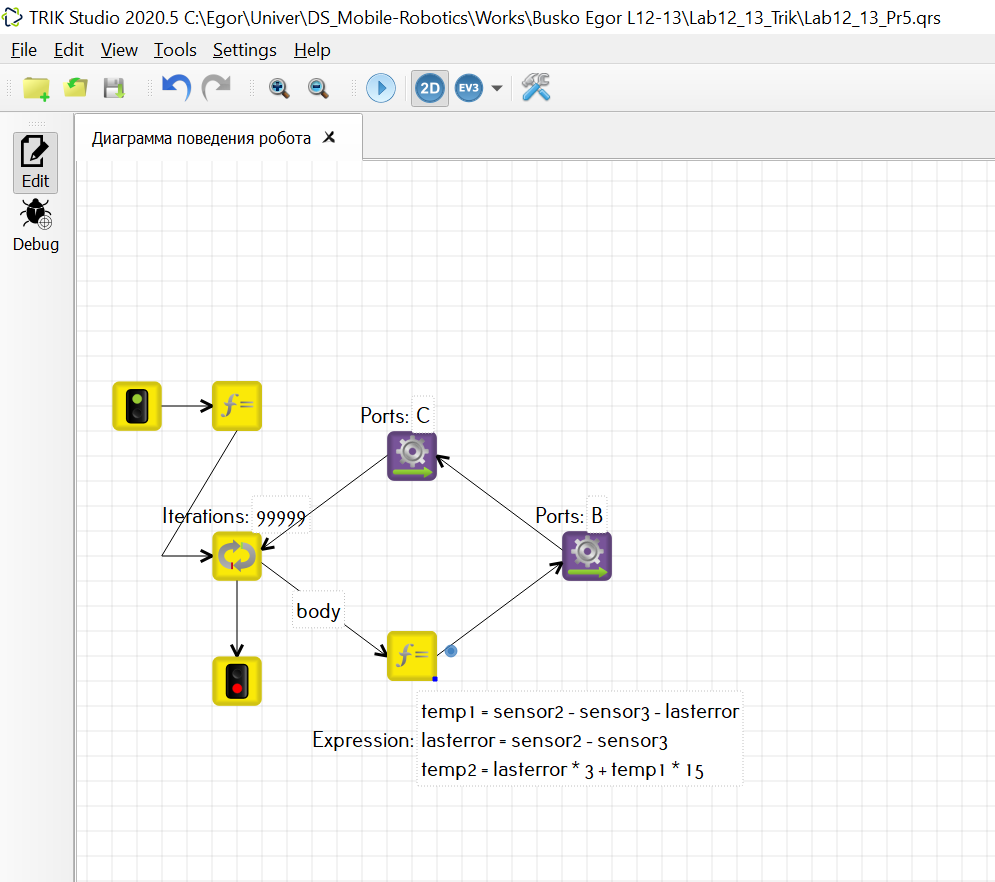 TRIK Studio 2020.5 C:\Egor\Univer\DS_Mobile-Robotics\Works\Busko Egor L12-13\Lab12_13_Trik\Lab12_13_Pr5.qrs
File Edit View Tools Settings Help
2D EV3
Диаграмма поведения робота
Edit
Debug
f=
Ports: C
Iterations: 99999
Ports: B
body
f=
temp1 = sensor2 - sensor3 - lasterror
Expression: lasterror = sensor2 - sensor3
temp2 = lasterror * 3 + temp1 * 15